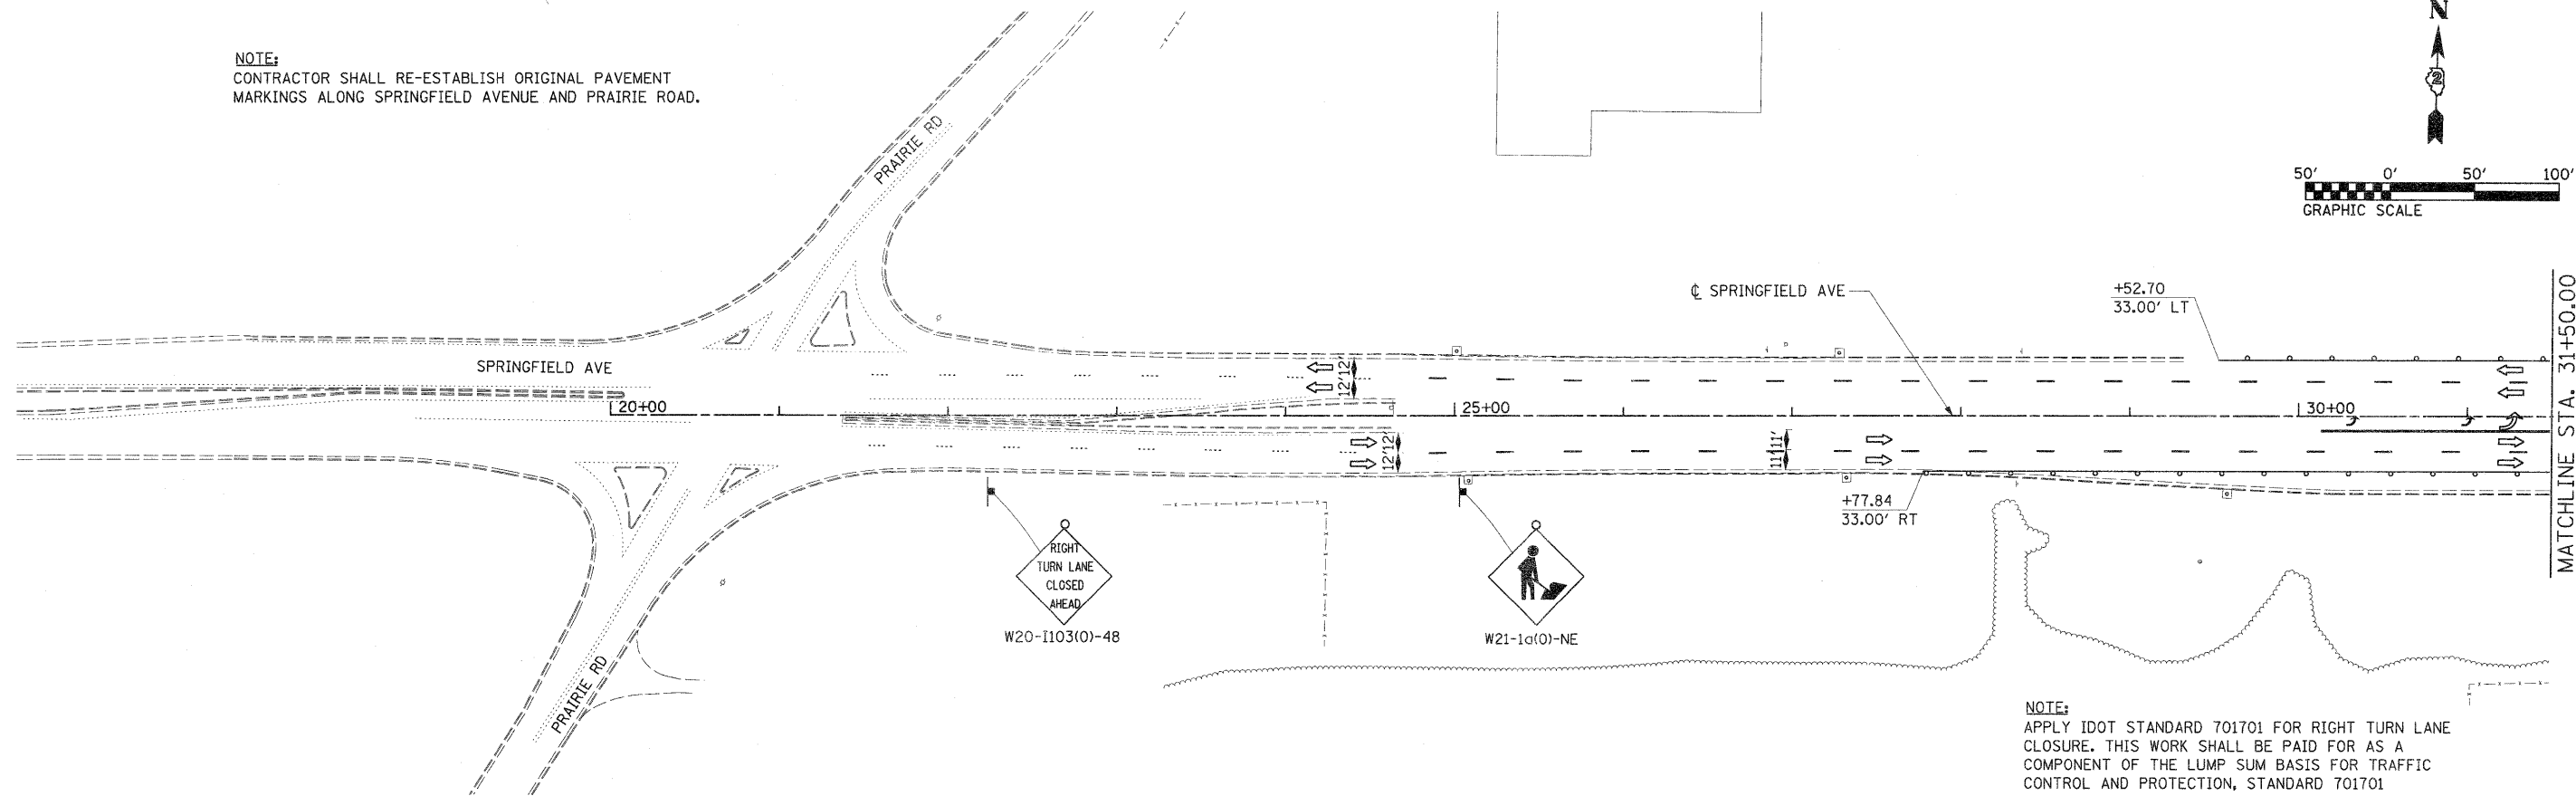 NOTE:
CONTRACTOR SHALL RE-ESTABLISH ORIGINAL PAVEMENT
MARKINGS ALONG SPRINGFIELD AVENUE AND PRAIRIE ROAD.
N
2
50' 0' 50' 100'
GRAPHIC SCALE
PRAIRIE RD
SPRINGFIELD AVE
℄ SPRINGFIELD AVE
+52.70
33.00' LT
MATCHLINE STA. 31+50.00
12'12'
20+00
25+00
30+00
12'12'
11'11'
+77.84
33.00' RT
RIGHT
TURN LANE
CLOSED
AHEAD
W20-I103(0)-48
W21-1a(0)-NE
PRAIRIE RD
NOTE:
APPLY IDOT STANDARD 701701 FOR RIGHT TURN LANE
CLOSURE. THIS WORK SHALL BE PAID FOR AS A
COMPONENT OF THE LUMP SUM BASIS FOR TRAFFIC
CONTROL AND PROTECTION, STANDARD 701701